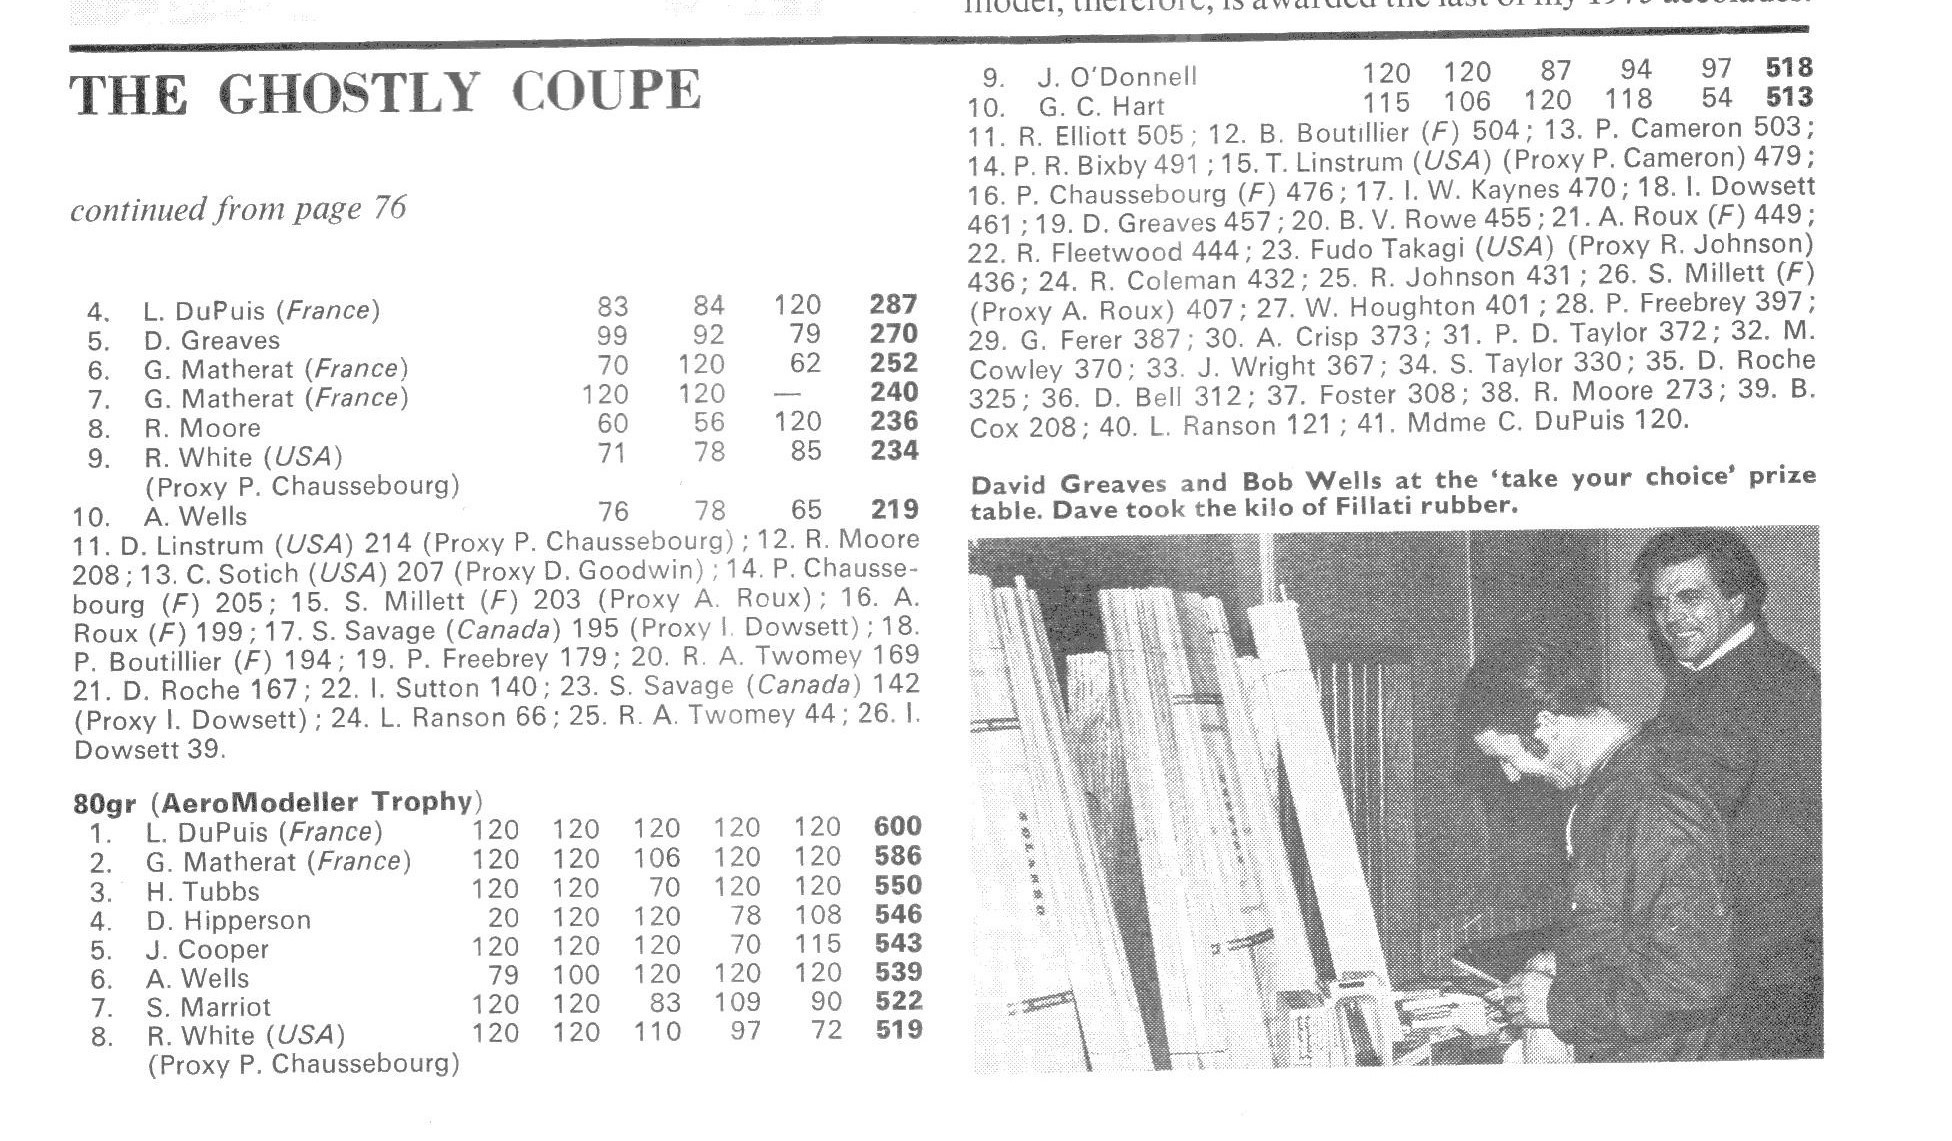 model, therefore, is awarded the last of my 1975 accolades.
THE GHOSTLY COUPE
continued from page 76
4. L. DuPuis (France) 83 84 120 287
5. D. Greaves 99 92 79 270
6. G. Matherat (France) 70 120 62 252
7. G. Matherat (France) 120 120 — 240
8. R. Moore 60 56 120 236
9. R. White (USA) 71 78 85 234
(Proxy P. Chaussebourg)
10. A. Wells 76 78 65 219
11. D. Linstrum (USA) 214 (Proxy P. Chaussebourg) ; 12. R. Moore
208 ; 13. C. Sotich (USA) 207 (Proxy D. Goodwin) ; 14. P. Chausse-
bourg (F) 205; 15. S. Millett (F) 203 (Proxy A. Roux) ; 16. A.
Roux (F) 199 ; 17. S. Savage (Canada) 195 (Proxy I. Dowsett) ; 18.
P. Boutillier (F) 194 ; 19. P. Freebrey 179 ; 20. R. A. Twomey 169
21. D. Roche 167 ; 22. I. Sutton 140 ; 23. S. Savage (Canada) 142
(Proxy I. Dowsett) ; 24. L. Ranson 66 ; 25. R. A. Twomey 44 ; 26. I.
Dowsett 39.
80gr (AeroModeller Trophy)
1. L. DuPuis (France) 120 120 120 120 120 600
2. G. Matherat (France) 120 120 106 120 120 586
3. H. Tubbs 120 120 70 120 120 550
4. D. Hipperson 20 120 120 78 108 546
5. J. Cooper 120 120 120 70 115 543
6. A. Wells 79 100 120 120 120 539
7. S. Marriot 120 120 83 109 90 522
8. R. White (USA) 120 120 110 97 72 519
(Proxy P. Chaussebourg)
9. J. O'Donnell 120 120 87 94 97 518
10. G. C. Hart 115 106 120 118 54 513
11. R. Elliott 505 ; 12. B. Boutillier (F) 504 ; 13. P. Cameron 503 ;
14. P. R. Bixby 491 ; 15. T. Linstrum (USA) (Proxy P. Cameron) 479 ;
16. P. Chaussebourg (F) 476 ; 17. I. W. Kaynes 470 ; 18. I. Dowsett
461 ; 19. D. Greaves 457 ; 20. B. V. Rowe 455 ; 21. A. Roux (F) 449 ;
22. R. Fleetwood 444 ; 23. Fudo Takagi (USA) (Proxy R. Johnson)
436 ; 24. R. Coleman 432 ; 25. R. Johnson 431 ; 26. S. Millett (F)
(Proxy A. Roux) 407 ; 27. W. Houghton 401 ; 28. P. Freebrey 397 ;
29. G. Ferer 387 ; 30. A. Crisp 373 ; 31. P. D. Taylor 372 ; 32. M.
Cowley 370 ; 33. J. Wright 367 ; 34. S. Taylor 330 ; 35. D. Roche
325 ; 36. D. Bell 312 ; 37. Foster 308 ; 38. R. Moore 273 ; 39. B.
Cox 208 ; 40. L. Ranson 121 ; 41. Mdme C. DuPuis 120.
David Greaves and Bob Wells at the 'take your choice' prize
table. Dave took the kilo of Fillati rubber.
SOLARBO